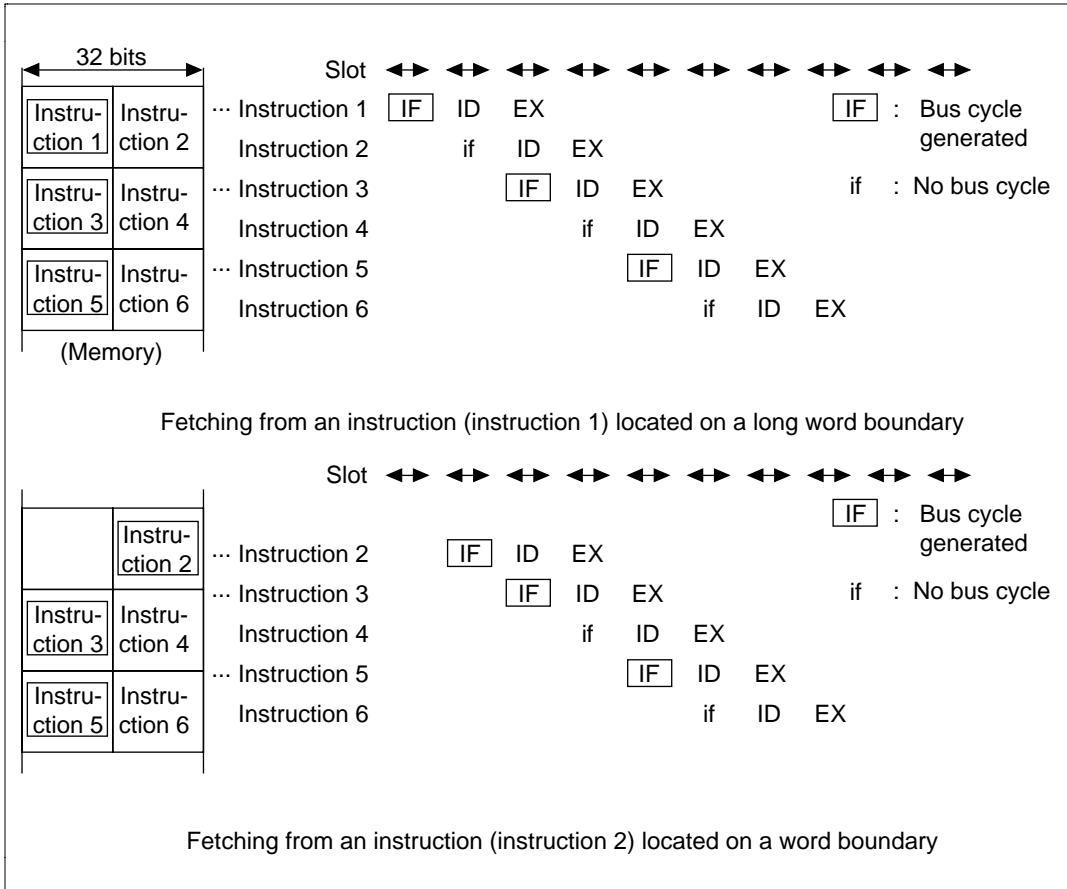 32 bits
Slot
Instru- Instru- ··· Instruction 1 IF ID EX IF : Bus cycle
ction 1 ction 2 generated
Instruction 2 if ID EX
Instru- Instru- ··· Instruction 3 IF ID EX if : No bus cycle
ction 3 ction 4
Instruction 4 if ID EX
Instru- Instru- ··· Instruction 5 IF ID EX
ction 5 ction 6
Instruction 6 if ID EX
(Memory)
Fetching from an instruction (instruction 1) located on a long word boundary
Slot
IF : Bus cycle
generated
Instru-
ction 2
··· Instruction 2 IF ID EX
··· Instruction 3 IF ID EX if : No bus cycle
Instru- Instru-
ction 3 ction 4
Instruction 4 if ID EX
··· Instruction 5 IF ID EX
Instru- Instru-
ction 5 ction 6
Instruction 6 if ID EX
Fetching from an instruction (instruction 2) located on a word boundary